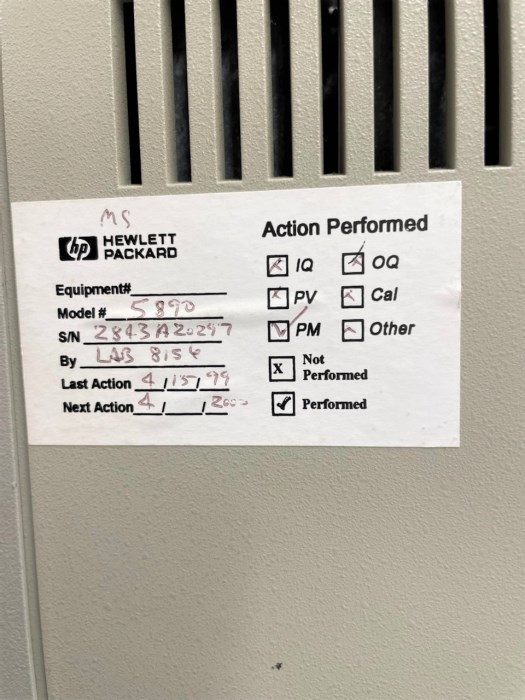 MS
hp HEWLETT
PACKARD
Equipment#
Model # 5890
S/N 2843A20297
By LAB 8156
Last Action 4/15/99
Next Action 4/ /2000
Action Performed
IQ OQ
PV Cal
PM Other
X Not
Performed
✓ Performed